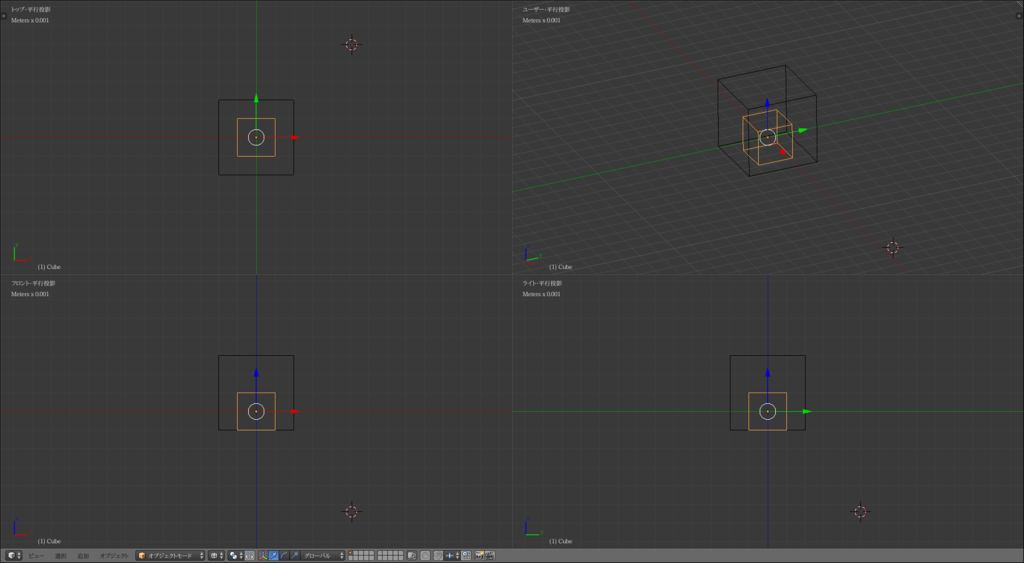 トップ・平行投影
Meters x 0.001
(1) Cube
ユーザー・平行投影
Meters x 0.001
(1) Cube
フロント・平行投影
Meters x 0.001
(1) Cube
ライト・平行投影
Meters x 0.001
(1) Cube
ビュー 選択 追加 オブジェクト オブジェクトモード グローバル